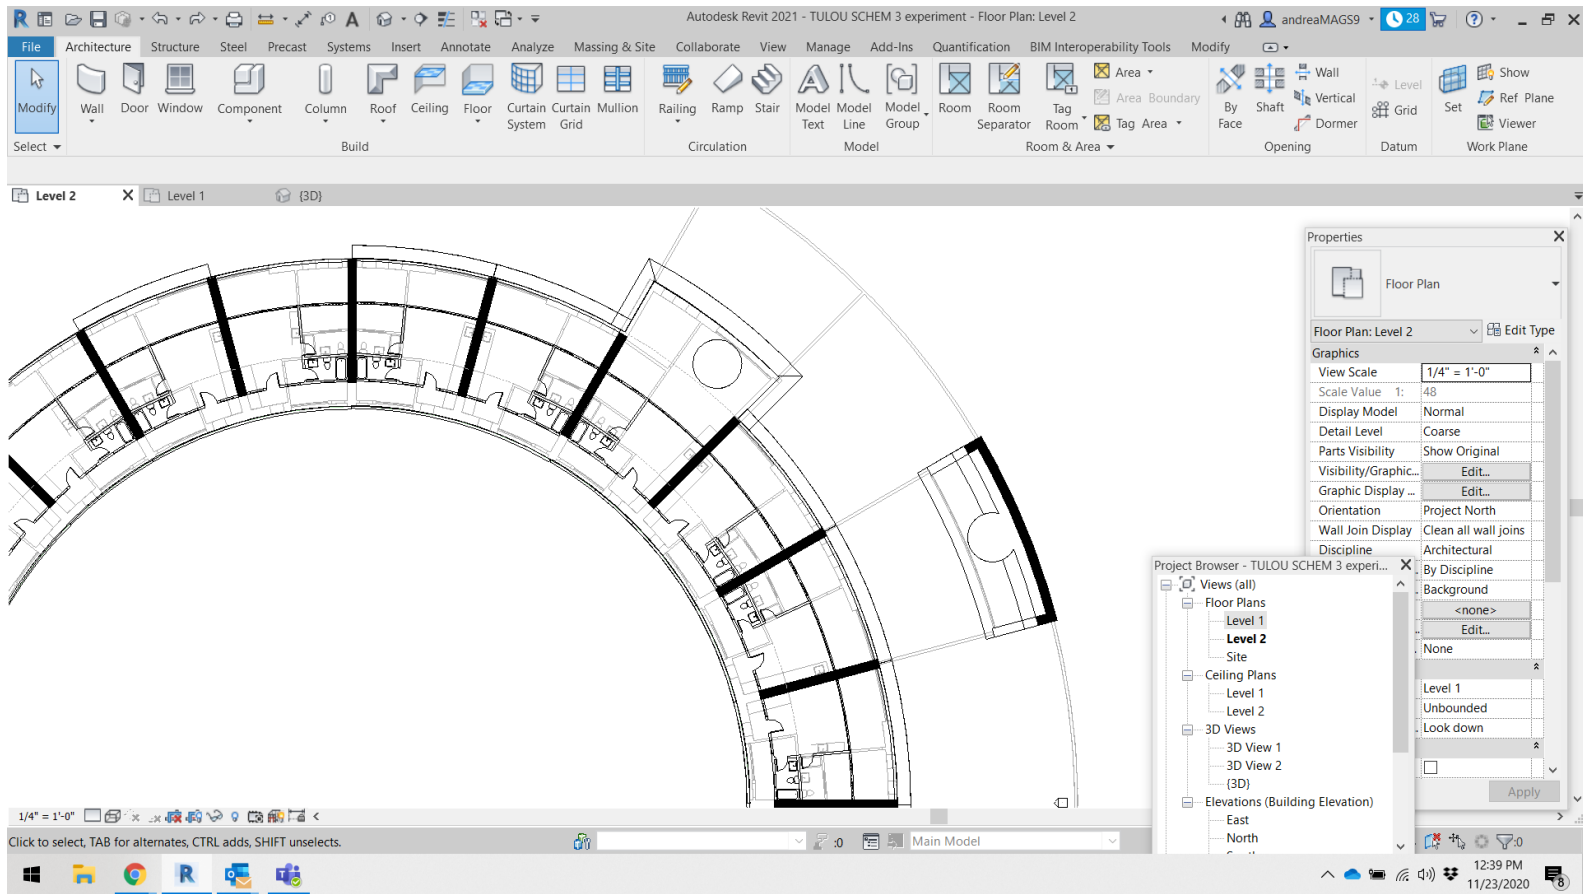 Autodesk Revit 2021 - TULOU SCHEM 3 experiment - Floor Plan: Level 2
andreaMAGS9
28
File Architecture Structure Steel Precast Systems Insert Annotate Analyze Massing & Site Collaborate View Manage Add-Ins Quantification BIM Interoperability Tools Modify
Modify
Wall Door Window Component Column Roof Ceiling Floor Curtain System Curtain Grid Mullion
Railing Ramp Stair
Model Text Model Line Model Group
Room Room Separator Tag Room
Area
Area Boundary
Tag Area
By Face Shaft
Wall
Vertical
Dormer
Level
Grid
Set
Show
Ref Plane
Viewer
Select Build Circulation Model Room & Area Opening Datum Work Plane
Level 2 Level 1 {3D}
Properties
Floor Plan
Floor Plan: Level 2 Edit Type
Graphics
View Scale 1/4" = 1'-0"
Scale Value 1: 48
Display Model Normal
Detail Level Coarse
Parts Visibility Show Original
Visibility/Graphic... Edit...
Graphic Display ... Edit...
Orientation Project North
Wall Join Display Clean all wall joins
Discipline Architectural
By Discipline
Background
<none>
Edit...
None
Level 1
Unbounded
Look down
Apply
Project Browser - TULOU SCHEM 3 experi...
Views (all)
Floor Plans
Level 1
Level 2
Site
Ceiling Plans
Level 1
Level 2
3D Views
3D View 1
3D View 2
{3D}
Elevations (Building Elevation)
East
North
1/4" = 1'-0"
Click to select, TAB for alternates, CTRL adds, SHIFT unselects.
:0
Main Model
:0
12:39 PM
11/23/2020
8